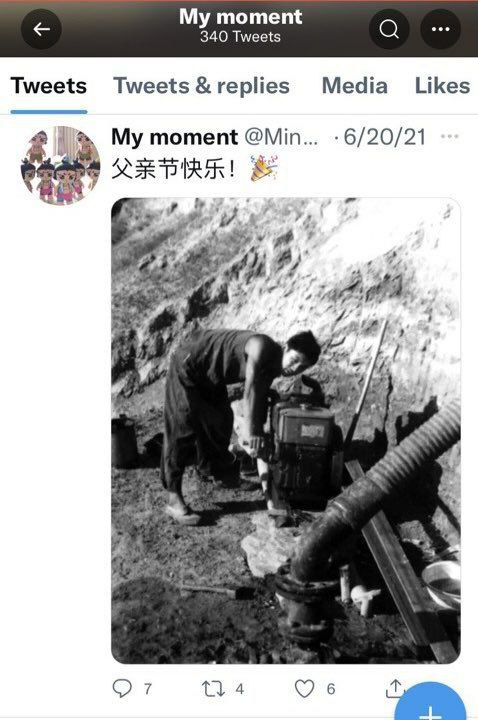 My moment
340 Tweets
Tweets Tweets & replies Media Likes
My moment @Min... · 6/20/21
父亲节快乐！🎉
7 4 6